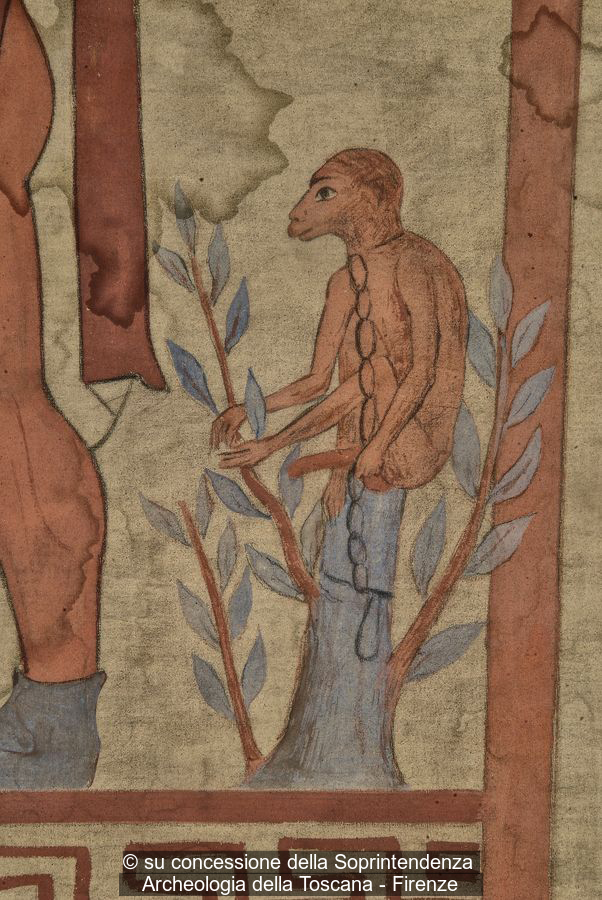 © su concessione della Soprintendenza
Archeologia della Toscana - Firenze